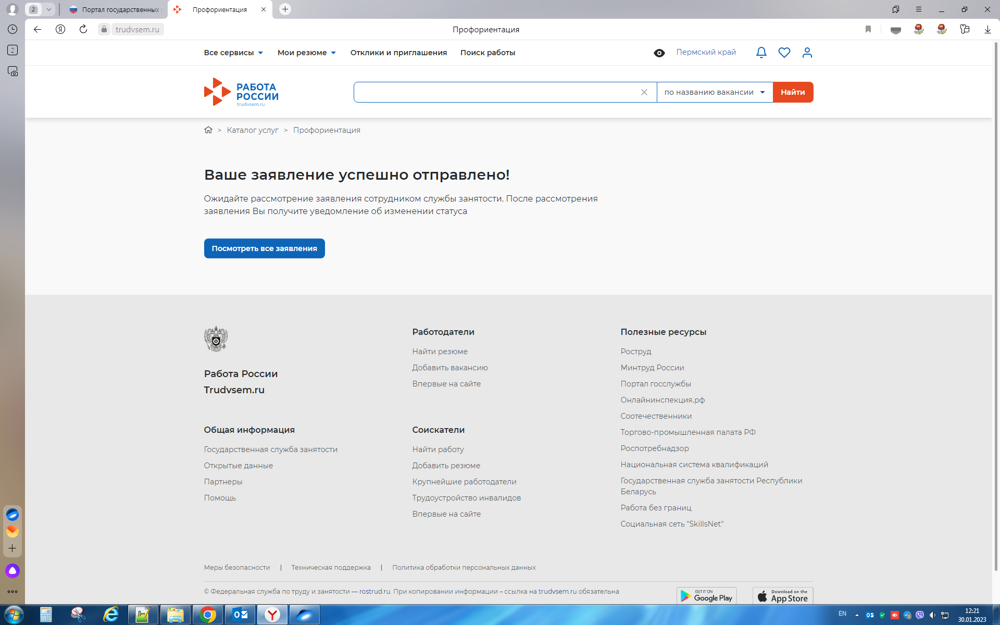 2
Портал государственных
Профориентация
trudvsem.ru
Профориентация
2
Все сервисы
Мои резюме
Отклики и приглашения
Поиск работы
Пермский край
РАБОТА
РОССИИ
trudvsem.ru
по названию вакансии
Найти
> Каталог услуг > Профориентация
Ваше заявление успешно отправлено!
Ожидайте рассмотрение заявления сотрудником службы занятости. После рассмотрения
заявления Вы получите уведомление об изменении статуса
Посмотреть все заявления
Работа России
Trudvsem.ru
Работодатели
Найти резюме
Добавить вакансию
Впервые на сайте
Полезные ресурсы
Роструд
Минтруд России
Портал госслужбы
Онлайнинспекция.рф
Соотечественники
Торгово-промышленная палата РФ
Роспотребнадзор
Национальная система квалификаций
Государственная служба занятости Республики
Беларусь
Работа без границ
Социальная сеть "SkillsNet"
Общая информация
Государственная служба занятости
Открытые данные
Партнеры
Помощь
Соискатели
Найти работу
Добавить резюме
Крупнейшие работодатели
Трудоустройство инвалидов
Впервые на сайте
Меры безопасности | Техническая поддержка | Политика обработки персональных данных
© Федеральная служба по труду и занятости — rostrud.ru. При копировании информации – ссылка на trudvsem.ru обязательна
GET IT ON
Google Play
Download on the
App Store
EN
12:21
30.01.2023